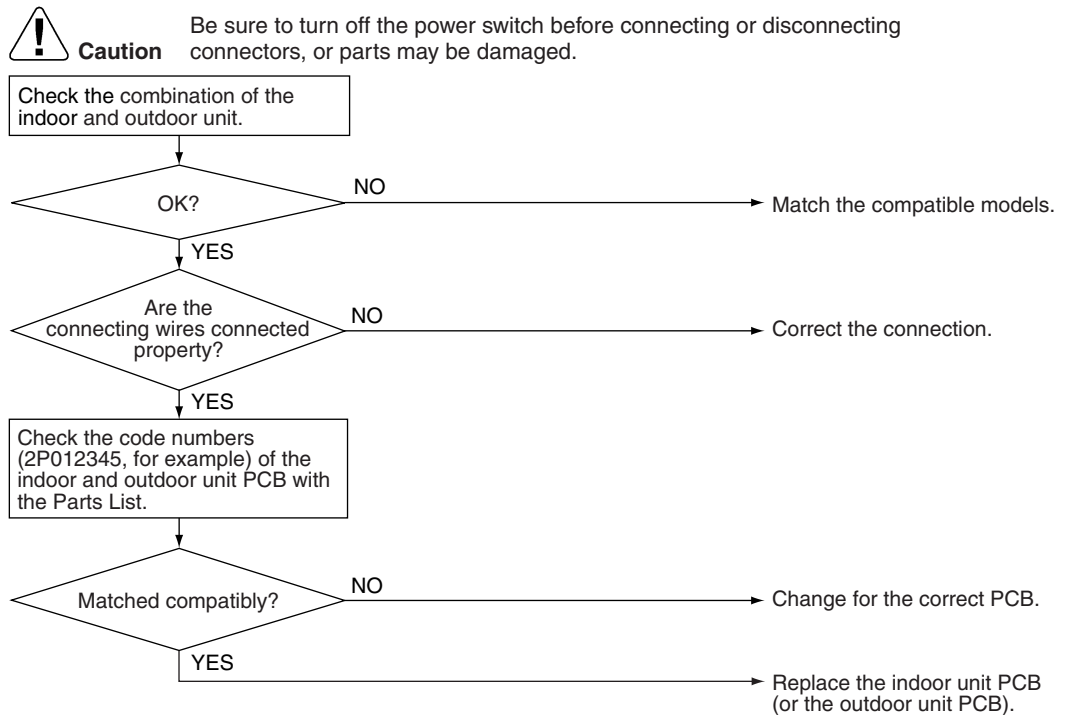 Be sure to turn off the power switch before connecting or disconnecting
Caution connectors, or parts may be damaged.
Check the combination of the
indoor and outdoor unit.
OK?
NO
Match the compatible models.
YES
Are the
connecting wires connected
property?
NO
Correct the connection.
YES
Check the code numbers
(2P012345, for example) of the
indoor and outdoor unit PCB with
the Parts List.
Matched compatibly?
NO
Change for the correct PCB.
YES
Replace the indoor unit PCB
(or the outdoor unit PCB).